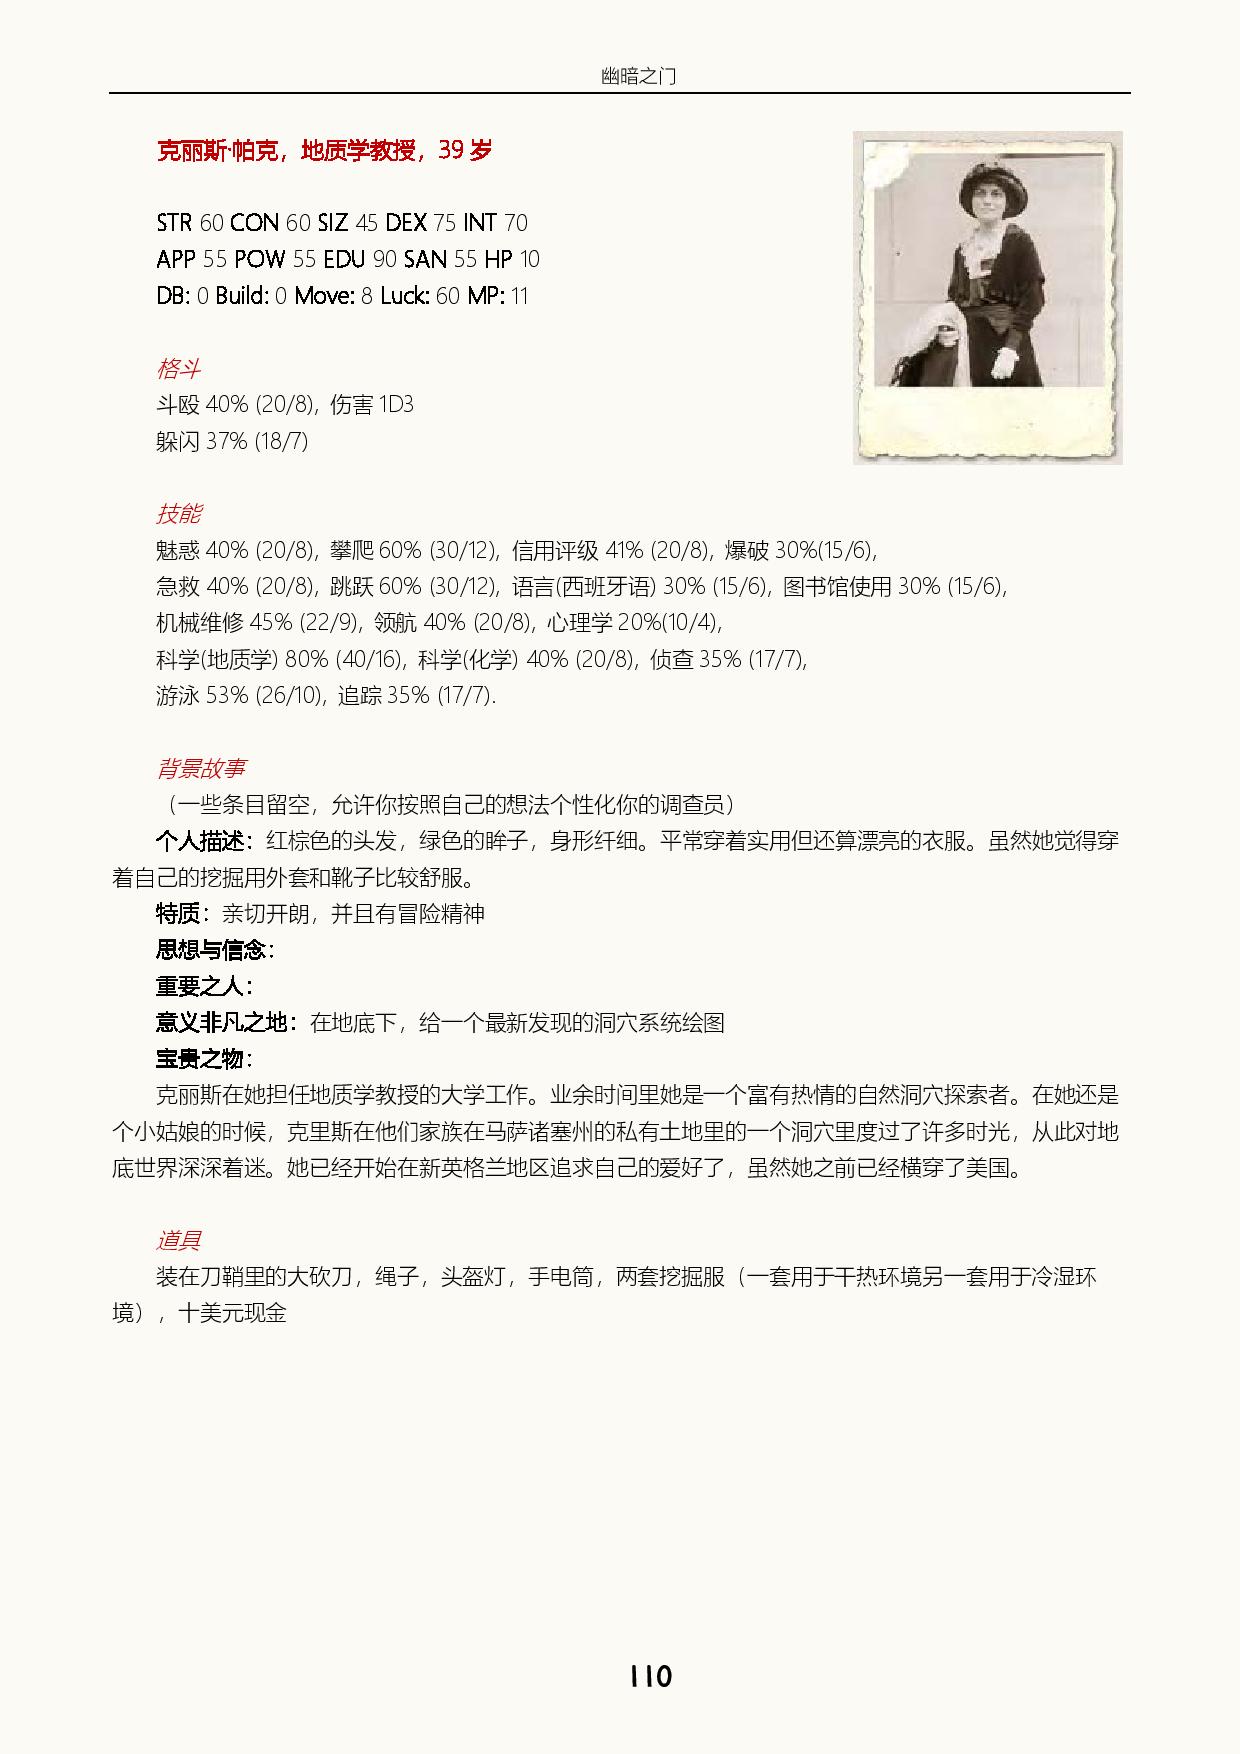 幽暗之门
克丽斯·帕克，地质学教授，39 岁
STR 60 CON 60 SIZ 45 DEX 75 INT 70
APP 55 POW 55 EDU 90 SAN 55 HP 10
DB: 0 Build: 0 Move: 8 Luck: 60 MP: 11
格斗
斗殴 40% (20/8), 伤害 1D3
躲闪 37% (18/7)
技能
魅惑 40% (20/8), 攀爬 60% (30/12), 信用评级 41% (20/8), 爆破 30%(15/6),
急救 40% (20/8), 跳跃 60% (30/12), 语言(西班牙语) 30% (15/6), 图书馆使用 30% (15/6),
机械维修 45% (22/9), 领航 40% (20/8), 心理学 20%(10/4),
科学(地质学) 80% (40/16), 科学(化学) 40% (20/8), 侦查 35% (17/7),
游泳 53% (26/10), 追踪 35% (17/7).
背景故事
（一些条目留空，允许你按照自己的想法个性化你的调查员）
个人描述：红棕色的头发，绿色的眸子，身形纤细。平常穿着实用但还算漂亮的衣服。虽然她觉得穿
着自己的挖掘用外套和靴子比较舒服。
特质：亲切开朗，并且有冒险精神
思想与信念：
重要之人：
意义非凡之地：在地底下，给一个最新发现的洞穴系统绘图
宝贵之物：
克丽斯在她担任地质学教授的大学工作。业余时间里她是一个富有热情的自然洞穴探索者。在她还是
个小姑娘的时候，克里斯在他们家族在马萨诸塞州的私有土地里的一个洞穴里度过了许多时光，从此对地
底世界深深着迷。她已经开始在新英格兰地区追求自己的爱好了，虽然她之前已经横穿了美国。
道具
装在刀鞘里的大砍刀，绳子，头盔灯，手电筒，两套挖掘服（一套用于干热环境另一套用于冷湿环
境），十美元现金
110